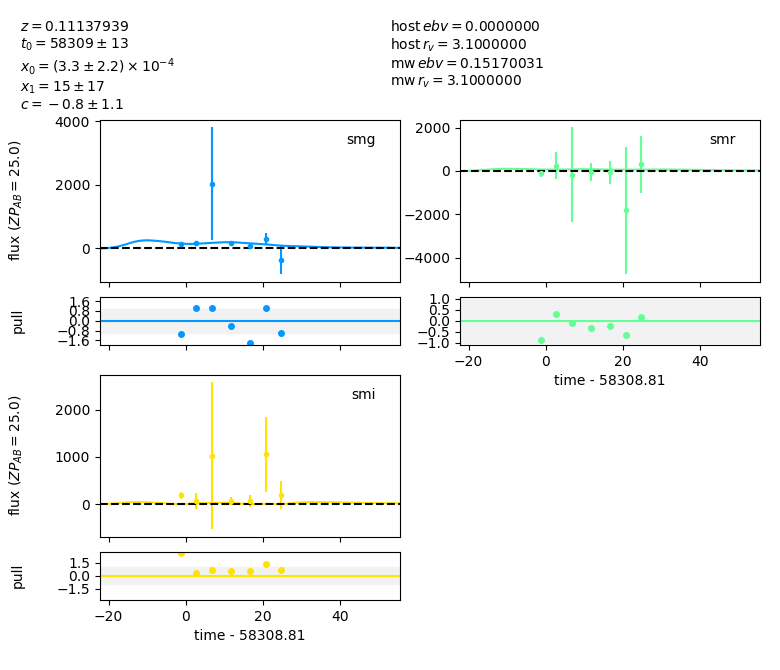 z = 0.11137939
t₀ = 58309 ± 13
x₀ = (3.3 ± 2.2) × 10⁻⁴
x₁ = 15 ± 17
c = −0.8 ± 1.1
host ebv = 0.0000000
host r_v = 3.1000000
mw ebv = 0.15170031
mw r_v = 3.1000000
flux (ZP_AB = 25.0)
4000
2000
0
smg
2000
0
−2000
−4000
smr
pull
1.6
0.8
0.0
−0.8
−1.6
1.0
0.5
0.0
−0.5
−1.0
−20
0
20
40
time - 58308.81
flux (ZP_AB = 25.0)
2000
1000
0
smi
pull
1.5
0.0
−1.5
−20
0
20
40
time - 58308.81